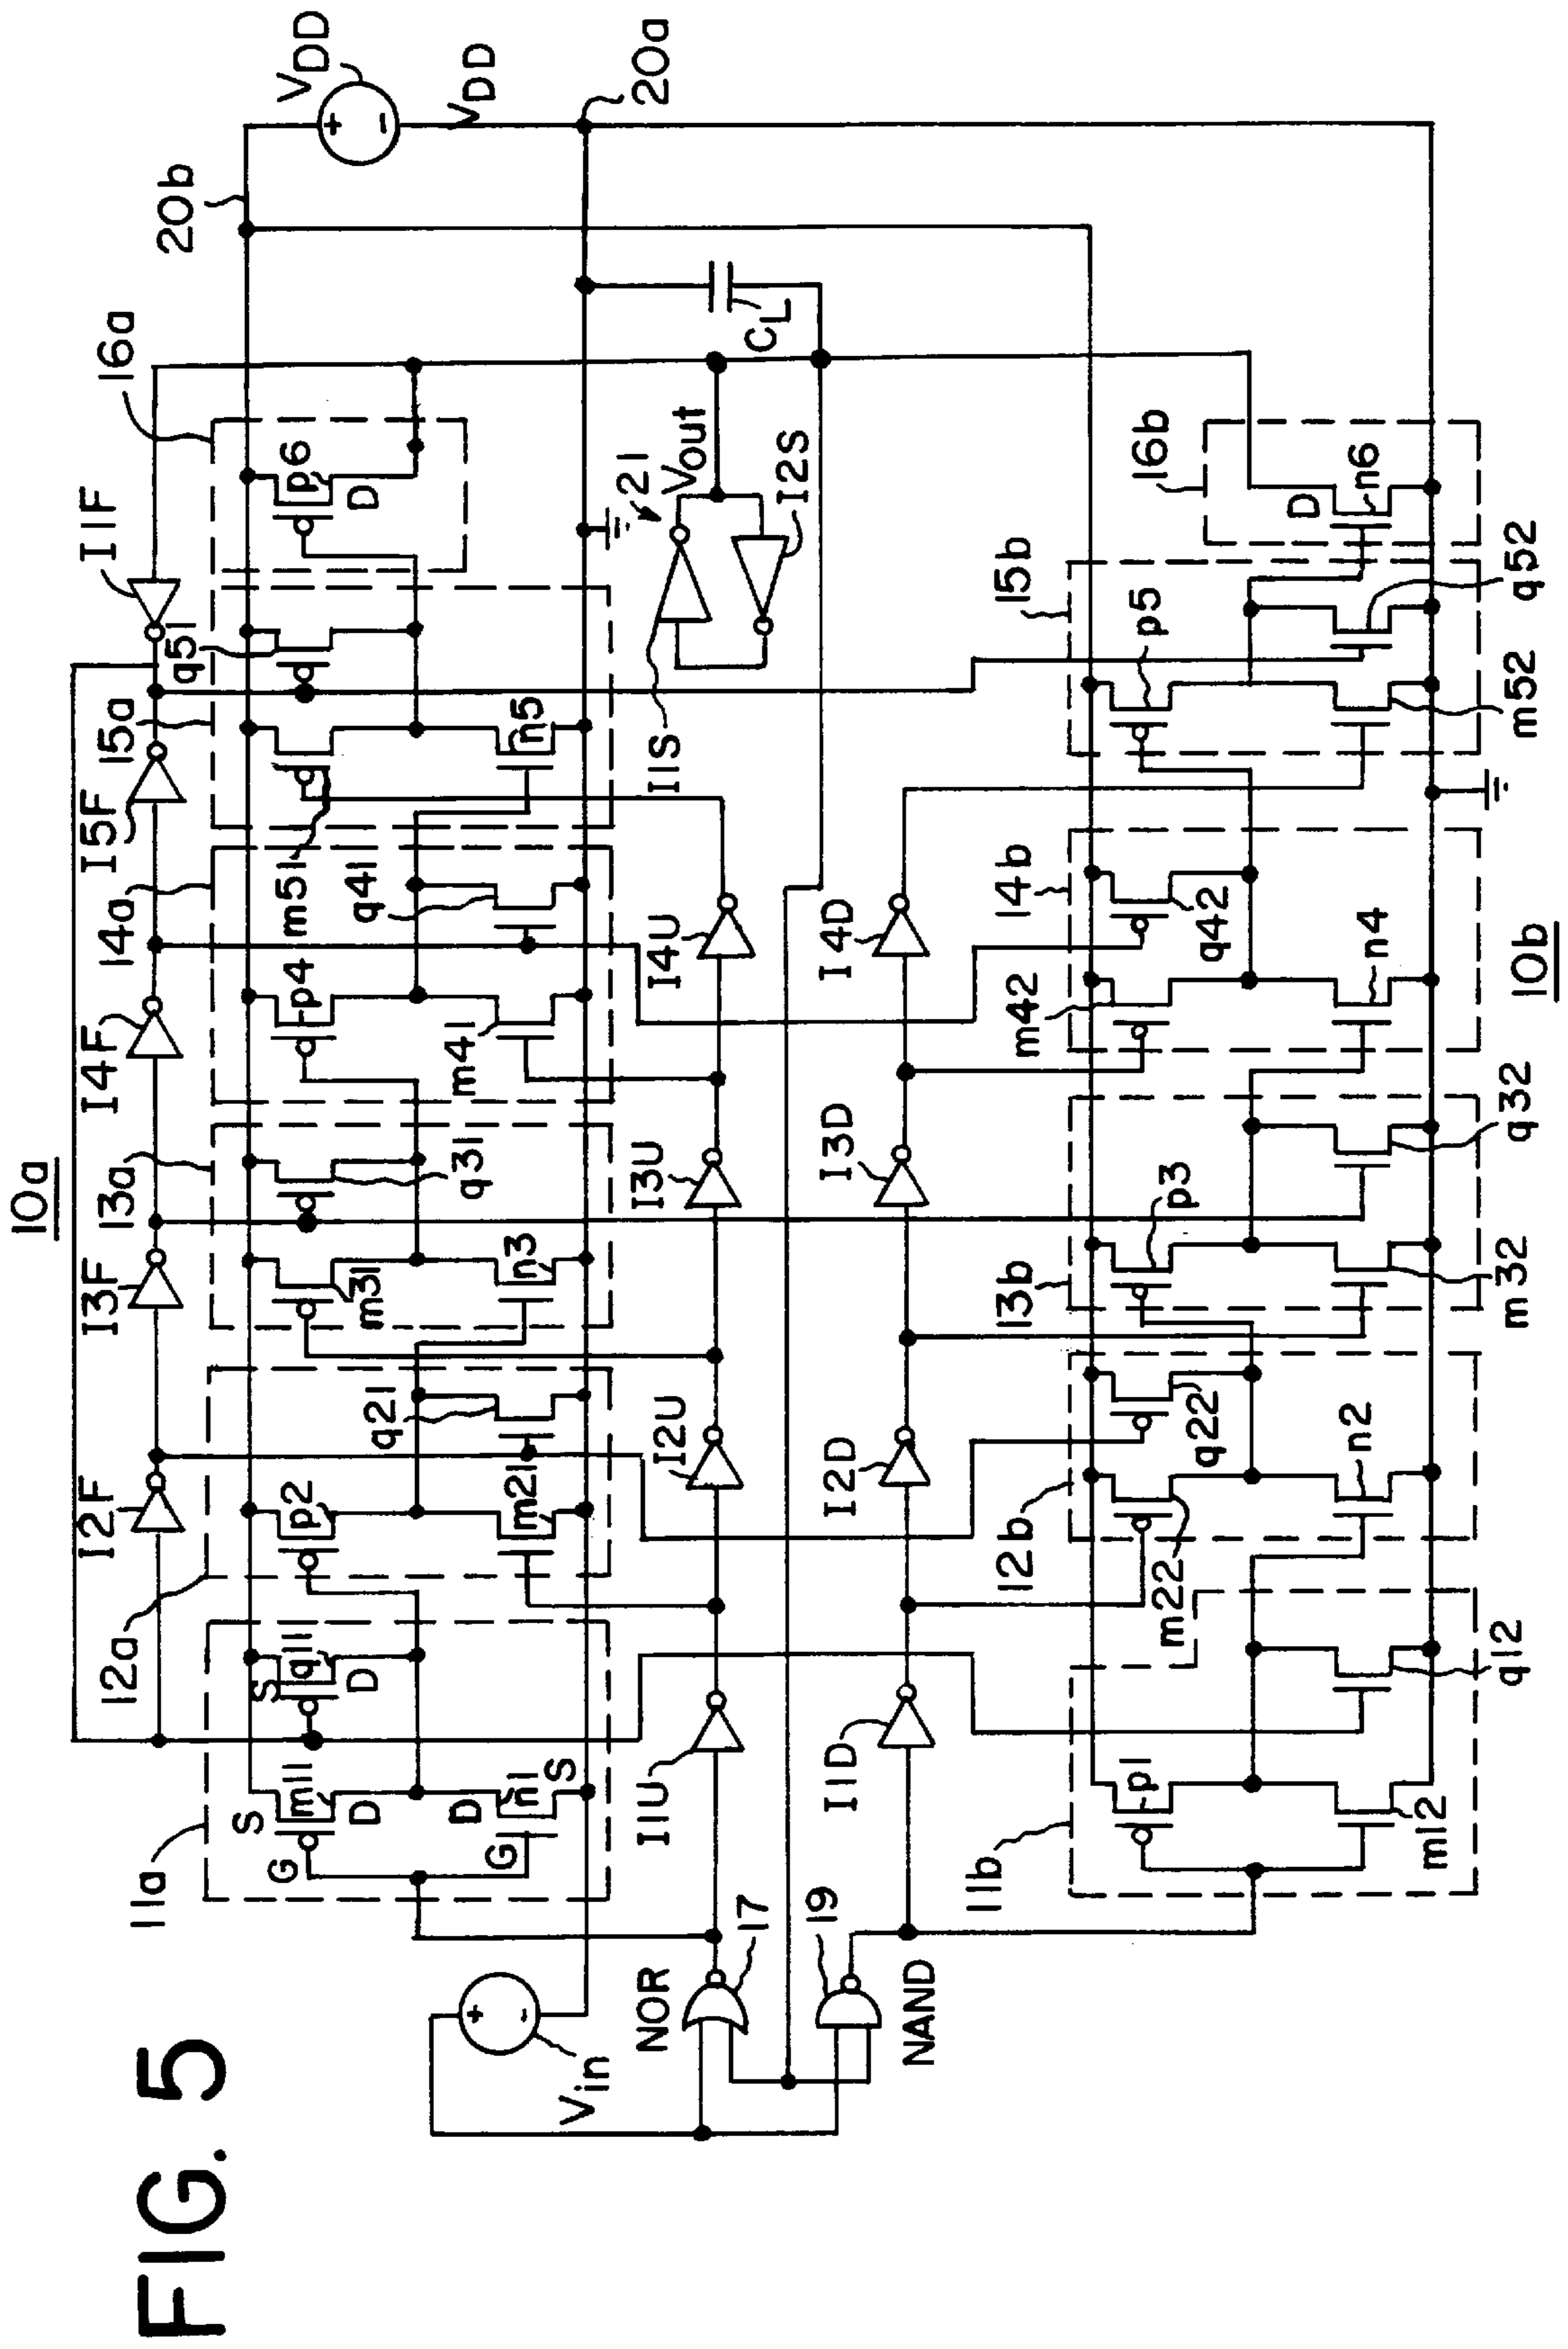 FIG. 5
10a
11F
I2F
I3F
I4F
I5F
11a
12a
13a
14a
15a
16a
20b
VDD
+
-
VDD
20a
S
m11
G
D
S
q11
D
D
n1
G
S
p2
m21
q21
m31
q31
n3
p4
m41
q41
m51
q51
n5
p6
D
Vin
+
-
NOR
17
I1U
I2U
I3U
I4U
I1S
21
Vout
I2S
CL
19
NAND
I1D
I2D
I3D
I4D
11b
12b
13b
14b
15b
16b
p1
m12
q12
m22
q22
n2
p3
m32
q32
m42
q42
n4
p5
m52
q52
D
n6
10b